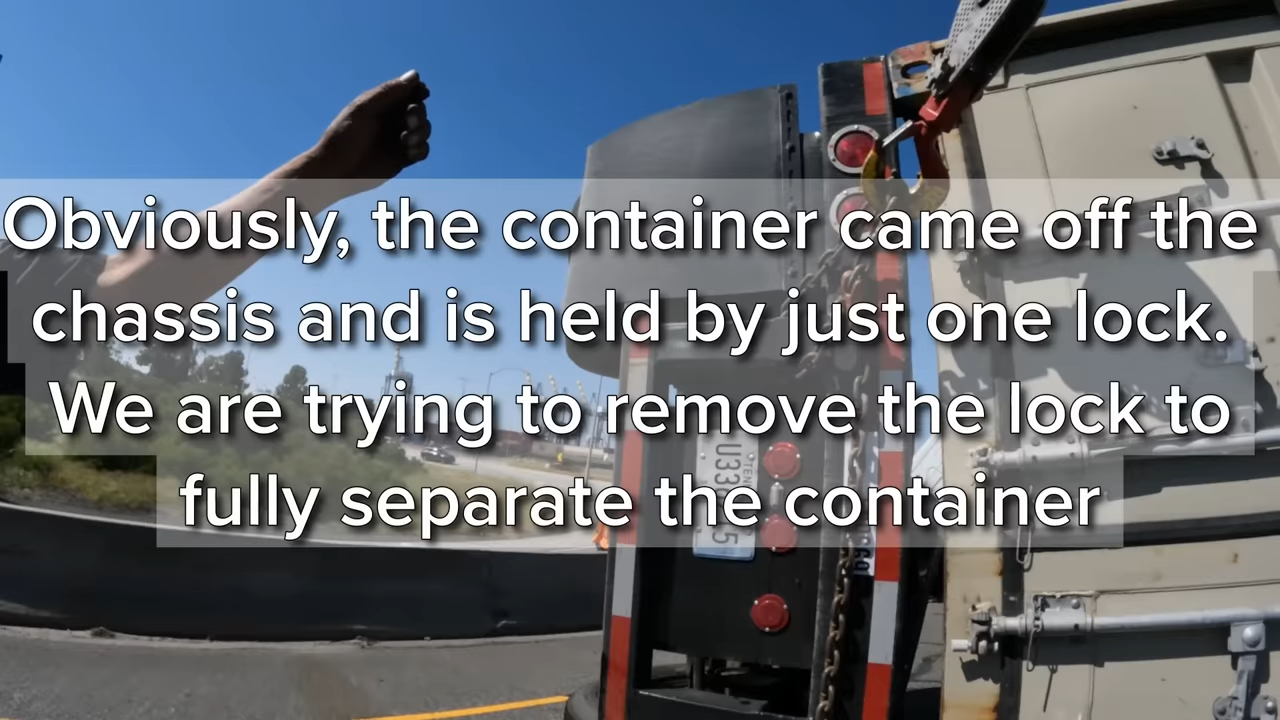 Obviously, the container came off the
chassis and is held by just one lock.
We are trying to remove the lock to
fully separate the container